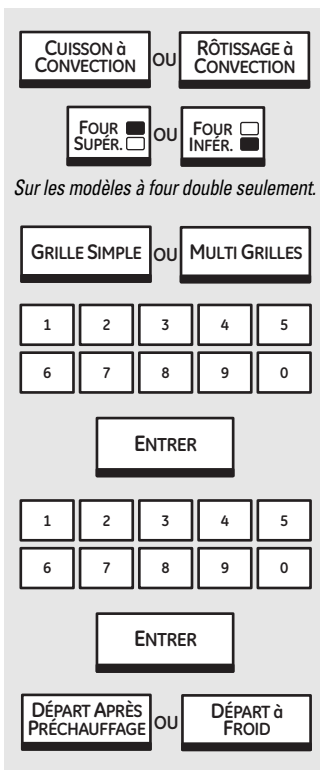 CUISSON à CONVECTION OU RÔTISSAGE à CONVECTION
FOUR SUPÉR. OU FOUR INFÉR.
Sur les modèles à four double seulement.
GRILLE SIMPLE OU MULTI GRILLES
1 2 3 4 5
6 7 8 9 0
ENTRER
1 2 3 4 5
6 7 8 9 0
ENTRER
DÉPART APRÈS PRÉCHAUFFAGE OU DÉPART à FROID